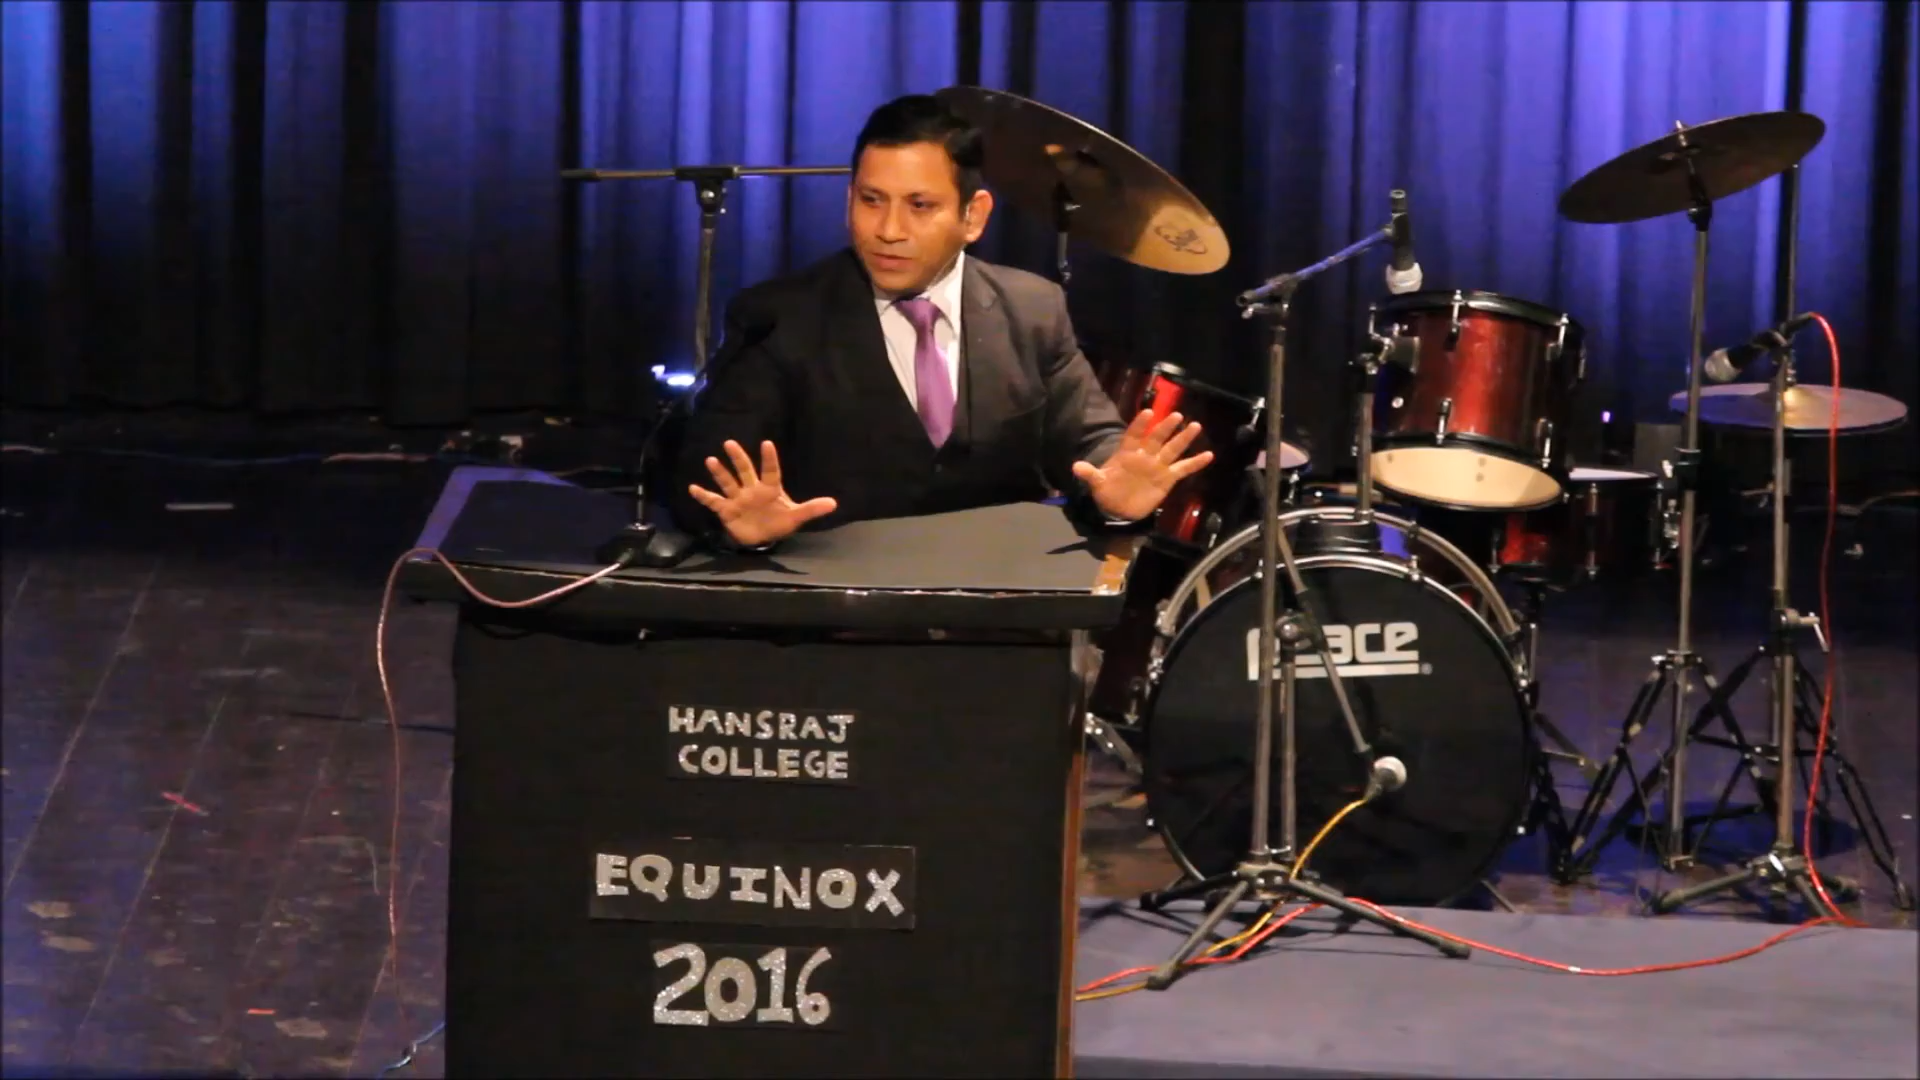 HANSRAJ
COLLEGE
EQUINOX
2016
Peace